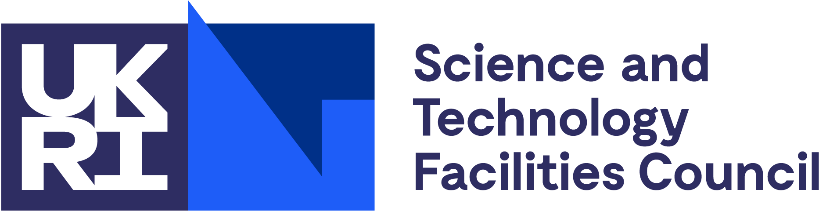 UK
RI
Science and
Technology
Facilities Council